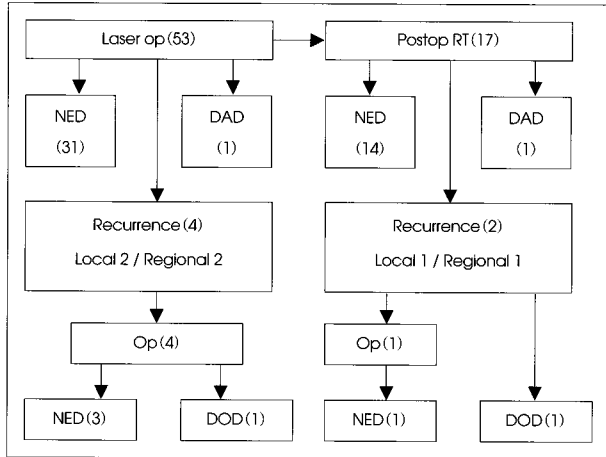 Laser op(53)
Postop RT(17)
NED
(31)
DAD
(1)
NED
(14)
DAD
(1)
Recurrence(4)
Local 2 / Regional 2
Recurrence(2)
Local 1 / Regional 1
Op(4)
Op(1)
NED(3)
DOD(1)
NED(1)
DOD(1)